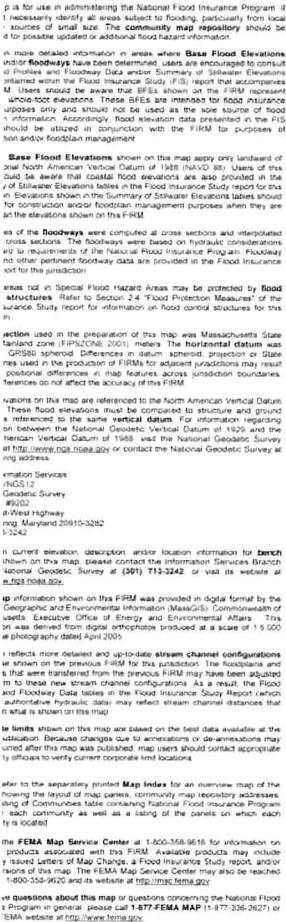 p is for use in administering the National Flood Insurance Program. It
t necessarily identify all areas subject to flooding, particularly from local
sources of small size. The community map repository should be
d for possible updated or additional flood hazard information.
n more detailed information in areas where Base Flood Elevations
nd/or floodways have been determined, users are encouraged to consult
d Profiles and Floodway Data and/or Summary of Stillwater Elevations
ontained within the Flood Insurance Study (FIS) report that accompanies
M. Users should be aware that BFEs shown on the FIRM represent
whole-foot elevations. These BFEs are intended for flood insurance
urposes only and should not be used as the sole source of flood
n information. Accordingly, flood elevation data presented in the FIS
should be utilized in conjunction with the FIRM for purposes of
tion and/or floodplain management.
Base Flood Elevations shown on this map apply only landward of
onal North American Vertical Datum of 1988 (NAVD 88). Users of this
ould be aware that coastal flood elevations are also provided in the
y of Stillwater Elevations tables in the Flood Insurance Study report for this
n. Elevations shown in the Summary of Stillwater Elevations tables should
for construction and/or floodplain management purposes when they are
an the elevations shown on this FIRM.
es of the floodways were computed at cross sections and interpolated
cross sections. The floodways were based on hydraulic considerations
rd to requirements of the National Flood Insurance Program. Floodway
nd other pertinent floodway data are provided in the Flood Insurance
port for this jurisdiction.
areas not in Special Flood Hazard Areas may be protected by flood
structures. Refer to Section 2.4 "Flood Protection Measures" of the
surance Study report for information on flood control structures for this
n.
jection used in the preparation of this map was Massachusetts State
ainland zone (FIPSZONE 2001) meters. The horizontal datum was
GRS80 spheroid. Differences in datum, spheroid, projection or State
nes used in the production of FIRMs for adjacent jurisdictions may result
positional differences in map features across jurisdiction boundaries.
ferences do not affect the accuracy of this FIRM.
vations on this map are referenced to the North American Vertical Datum
These flood elevations must be compared to structure and ground
s referenced to the same vertical datum. For information regarding
on between the National Geodetic Vertical Datum of 1929 and the
nerican Vertical Datum of 1988, visit the National Geodetic Survey
at http://www.ngs.noaa.gov or contact the National Geodetic Survey at
ing address:
rmation Services
/NGS12
Geodetic Survey
#9202
t-West Highway
ring, Maryland 20910-3282
-3242
n current elevation, description, and/or location information for bench
hown on this map, please contact the Information Services Branch
National Geodetic Survey at (301) 713-3242, or visit its website at
w.ngs.noaa.gov.
p information shown on this FIRM was provided in digital format by the
Geographic and Environmental Information (MassGIS), Commonwealth of
usetts, Executive Office of Energy and Environmental Affairs. This
on was derived from digital orthophotos produced at a scale of 1:5,000
al photography dated April 2005.
reflects more detailed and up-to-date stream channel configurations
se shown on the previous FIRM for this jurisdiction. The floodplains and
s that were transferred from the previous FIRM may have been adjusted
rm to these new stream channel configurations. As a result, the Flood
and Floodway Data tables in the Flood Insurance Study Report (which
authoritative hydraulic data) may reflect stream channel distances that
m what is shown on this map.
te limits shown on this map are based on the best data available at the
ublication. Because changes due to annexations or de-annexations may
urred after this map was published, map users should contact appropriate
ty officials to verify current corporate limit locations.
efer to the separately printed Map Index for an overview map of the
howing the layout of map panels, community map repository addresses,
sting of Communities table containing National Flood Insurance Program
r each community as well as a listing of the panels on which each
ty is located.
the FEMA Map Service Center at 1-800-358-9616 for information on
products associated with this FIRM. Available products may include
y issued Letters of Map Change, a Flood Insurance Study report, and/or
rsions of this map. The FEMA Map Service Center may also be reached
1-800-358-9620 and its website at http://msc.fema.gov
ve questions about this map or questions concerning the National Flood
s Program in general, please call 1-877-FEMA MAP (1-877-336-2627) or
FEMA website at http://www.fema.gov.